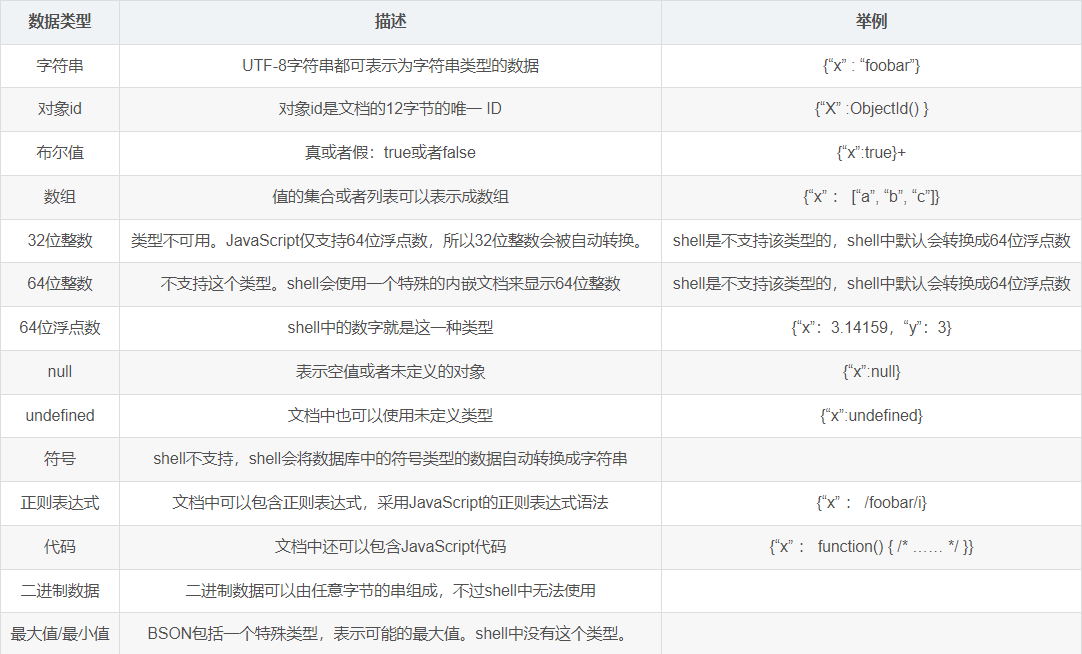 数据类型 描述 举例
字符串 UTF-8字符串都可表示为字符串类型的数据 {“x” : “foobar”}
对象id 对象id是文档的12字节的唯一 ID {“X” :ObjectId() }
布尔值 真或者假：true或者false {“x”:true}+
数组 值的集合或者列表可以表示成数组 {“x” ： [“a”, “b”, “c”]}
32位整数 类型不可用。JavaScript仅支持64位浮点数，所以32位整数会被自动转换。 shell是不支持该类型的，shell中默认会转换成64位浮点数
64位整数 不支持这个类型。shell会使用一个特殊的内嵌文档来显示64位整数 shell是不支持该类型的，shell中默认会转换成64位浮点数
64位浮点数 shell中的数字就是这一种类型 {“x”：3.14159，“y”：3}
null 表示空值或者未定义的对象 {“x”:null}
undefined 文档中也可以使用未定义类型 {“x”:undefined}
符号 shell不支持，shell会将数据库中的符号类型的数据自动转换成字符串
正则表达式 文档中可以包含正则表达式，采用JavaScript的正则表达式语法 {“x” ： /foobar/i}
代码 文档中还可以包含JavaScript代码 {“x” ： function() { /* …… */ }}
二进制数据 二进制数据可以由任意字节的串组成，不过shell中无法使用
最大值/最小值 BSON包括一个特殊类型，表示可能的最大值。shell中没有这个类型。